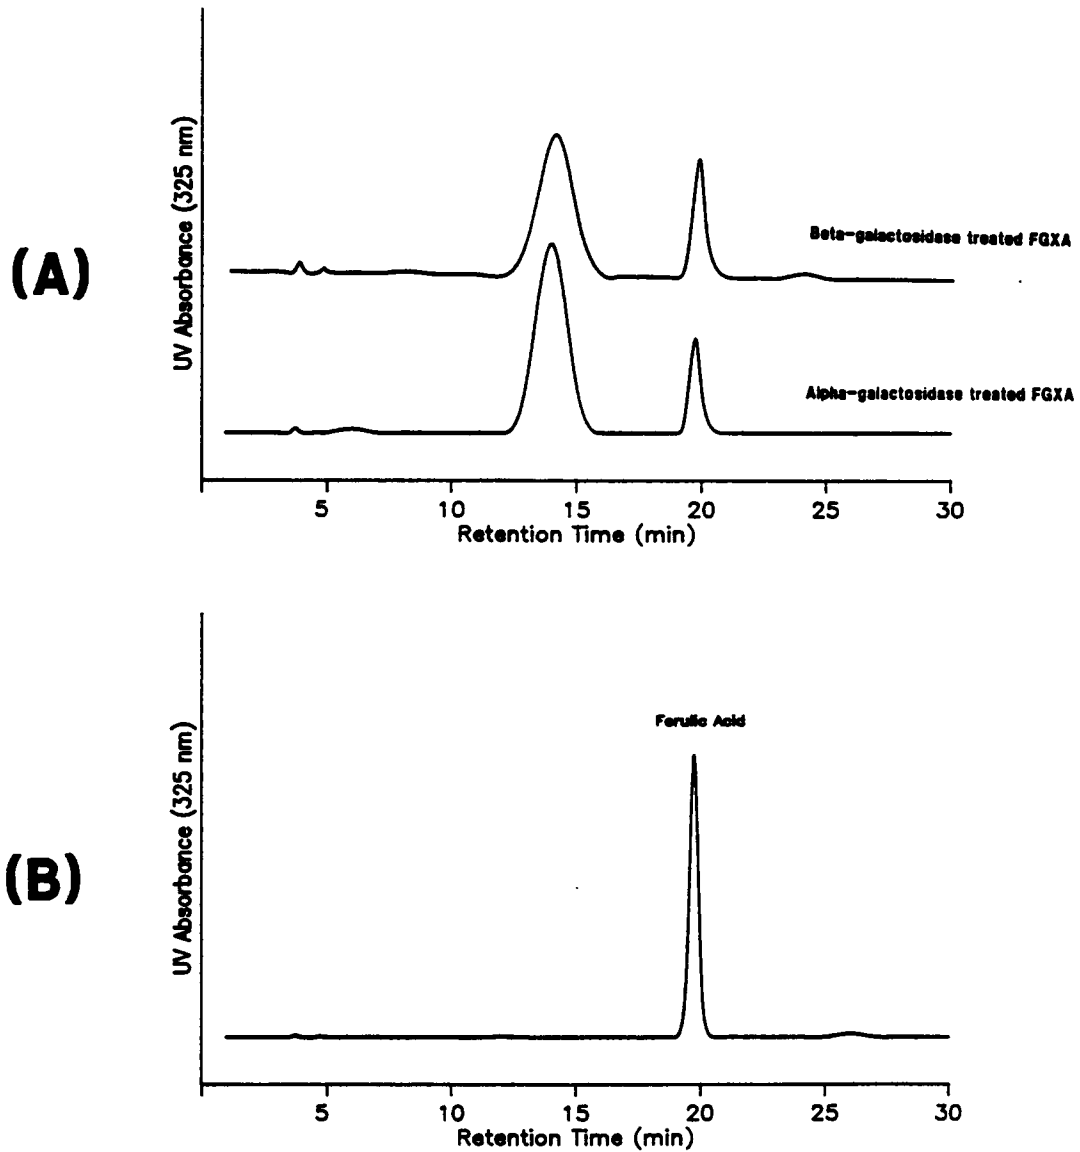 (A)
UV Absorbance (325 nm)
Beta-galactosidase treated FGXA
Alpha-galactosidase treated FGXA
5 10 15 20 25 30
Retention Time (min)
(B)
UV Absorbance (325 nm)
Ferulic Acid
5 10 15 20 25 30
Retention Time (min)